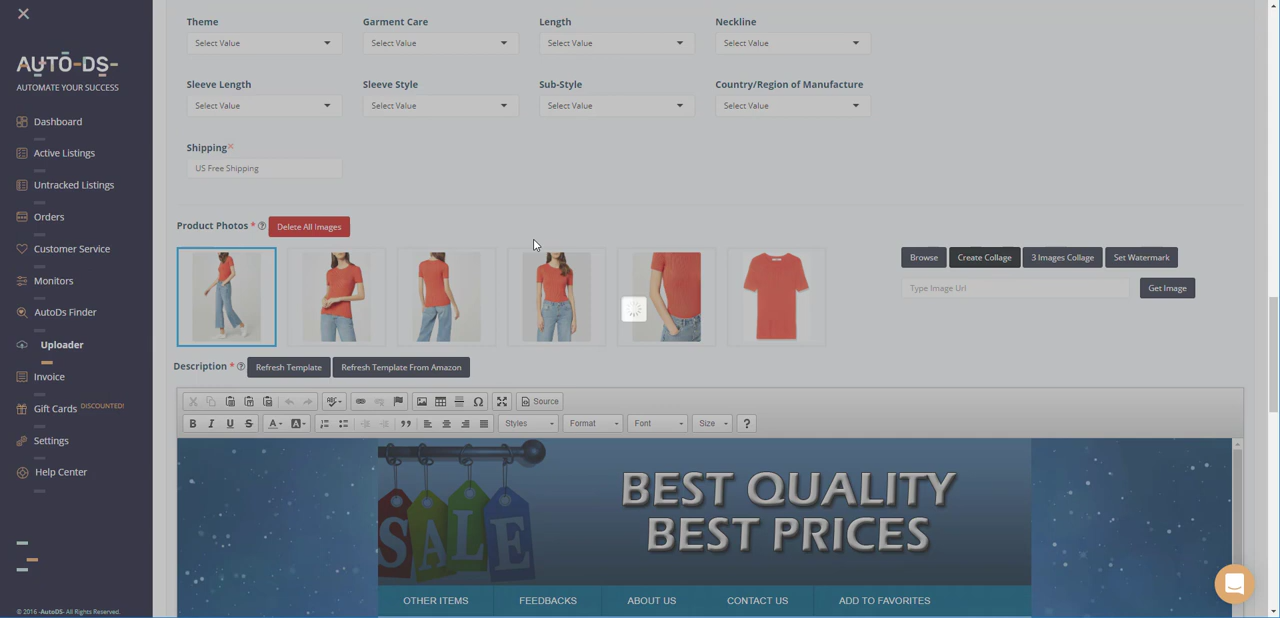 AUTO-DS-
AUTOMATE YOUR SUCCESS
Dashboard
Active Listings
Untracked Listings
Orders
Customer Service
Monitors
AutoDs Finder
Uploader
Invoice
Gift Cards DISCOUNTED!
Settings
Help Center
© 2016 -AutoDS- All Rights Reserved.
Theme Garment Care Length Neckline
Select Value Select Value Select Value Select Value
Sleeve Length Sleeve Style Sub-Style Country/Region of Manufacture
Select Value Select Value Select Value Select Value
Shipping
US Free Shipping
Product Photos * Delete All Images
Browse Create Collage 3 Images Collage Set Watermark
Type Image Url Get Image
Description * Refresh Template Refresh Template From Amazon
Source
B I U S Styles Format Font Size ?
SALE
BEST QUALITY
BEST PRICES
OTHER ITEMS FEEDBACKS ABOUT US CONTACT US ADD TO FAVORITES